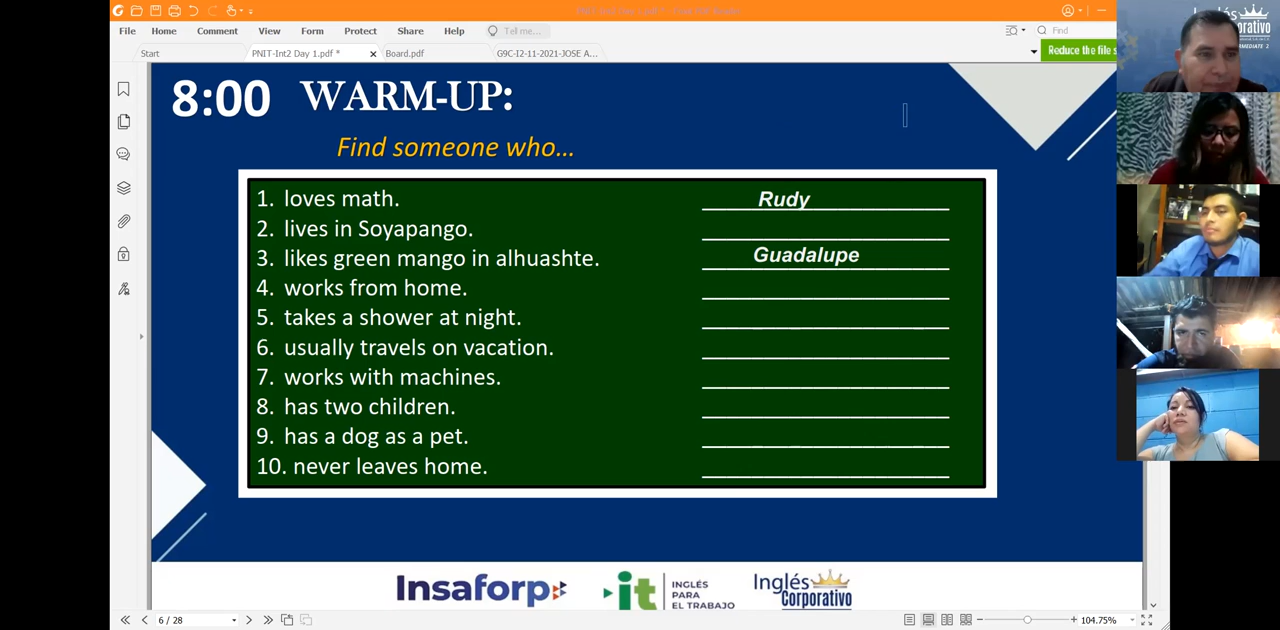 File Home Comment View Form Protect Share Help Tell me... Find
Start PNIT-Int2 Day 1.pdf * Board.pdf G9C-I2-11-2021-JOSE A...
Reduce the file s
Inglés
Corporativo
8:00 WARM-UP:
Find someone who...
1. loves math. Rudy
2. lives in Soyapango.
3. likes green mango in alhuashte. Guadalupe
4. works from home.
5. takes a shower at night.
6. usually travels on vacation.
7. works with machines.
8. has two children.
9. has a dog as a pet.
10. never leaves home.
Insaforp
it
INGLÉS
PARA
EL TRABAJO
Inglés
Corporativo
6 / 28 104.75%